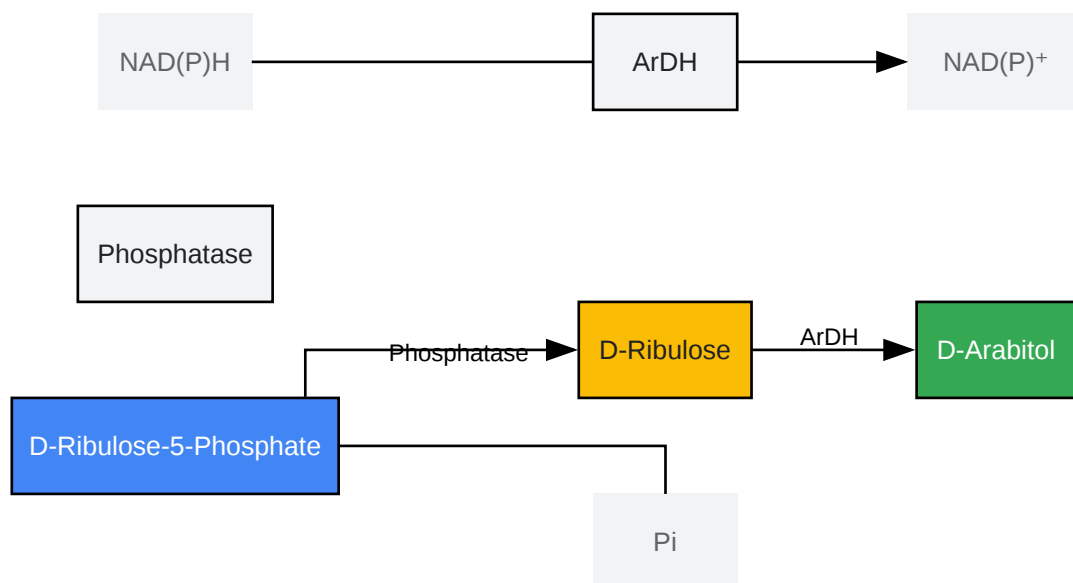 NAD(P)H
ArDH
NAD(P)⁺
Phosphatase
Phosphatase
D-Ribulose
ArDH
D-Arabitol
D-Ribulose-5-Phosphate
Pi